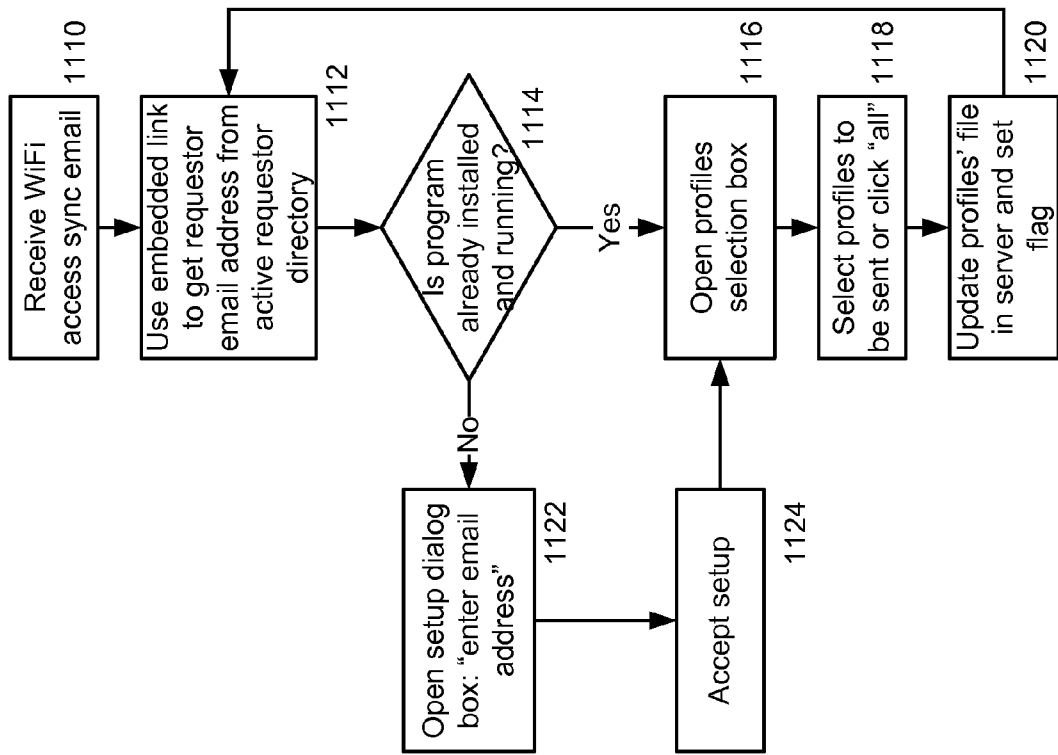 Receive WiFi
access sync email
1110
Use embedded link
to get requestor
email address from
active requestor
directory
1112
Is program
already installed
and running?
1114
Yes
No
Open profiles
selection box
1116
Select profiles to
be sent or click “all”
1118
Update profiles’ file
in server and set
flag
1120
Open setup dialog
box: “enter email
address”
1122
Accept setup
1124